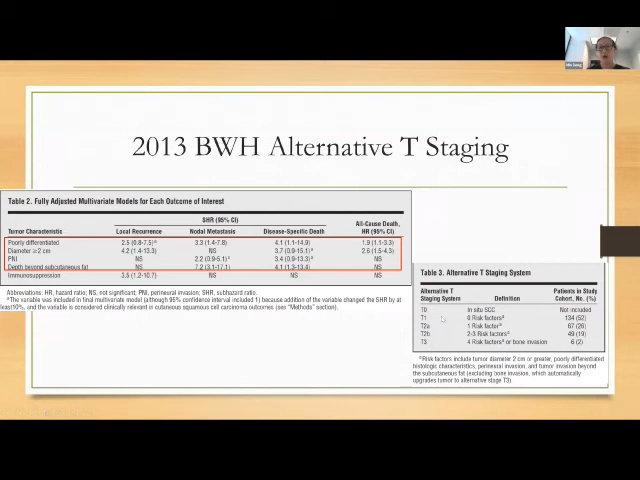 2013 BWH Alternative T Staging
Table 2. Fully Adjusted Multivariate Models for Each Outcome of Interest
SHR (95% CI)
All-Cause Death,
Tumor Characteristic Local Recurrence Nodal Metastasis Disease-Specific Death HR (95% CI)
Poorly differentiated 2.5 (0.8-7.5)a 3.3 (1.4-7.8) 4.1 (1.1-14.9) 1.9 (1.1-3.3)
Diameter ≥2 cm 4.2 (1.4-13.3) NS 3.7 (0.9-15.1)a 2.6 (1.5-4.3)
PNI NS 2.2 (0.9-5.1)a 3.4 (0.9-13.3)a NS
Depth beyond subcutaneous fat NS 7.2 (3.1-17.1) 4.1 (1.3-13.4) NS
Immunosuppression 3.5 (1.2-10.7) NS NS NS
Abbreviations: HR, hazard ratio; NS, not significant; PNI, perineural invasion; SHR, subhazard ratio.
a The variable was included in final multivariate model (although 95% confidence interval included 1) because addition of the variable changed the SHR by at
least10%, and the variable is considered clinically relevant in cutaneous squamous cell carcinoma outcomes (see "Methods" section).
Table 3. Alternative T Staging System
Alternative T Patients in Study
Staging System Definition Cohort, No. (%)
T0 In situ SCC Not included
T1 0 Risk factorsa 134 (52)
T2a 1 Risk factora 67 (26)
T2b 2-3 Risk factorsa 49 (19)
T3 4 Risk factorsa or bone invasion 6 (2)
a Risk factors include tumor diameter 2 cm or greater, poorly differentiated
histologic characteristics, perineural invasion, and tumor invasion beyond
the subcutaneous fat (excluding bone invasion, which automatically
upgrades tumor to alternative stage T3).